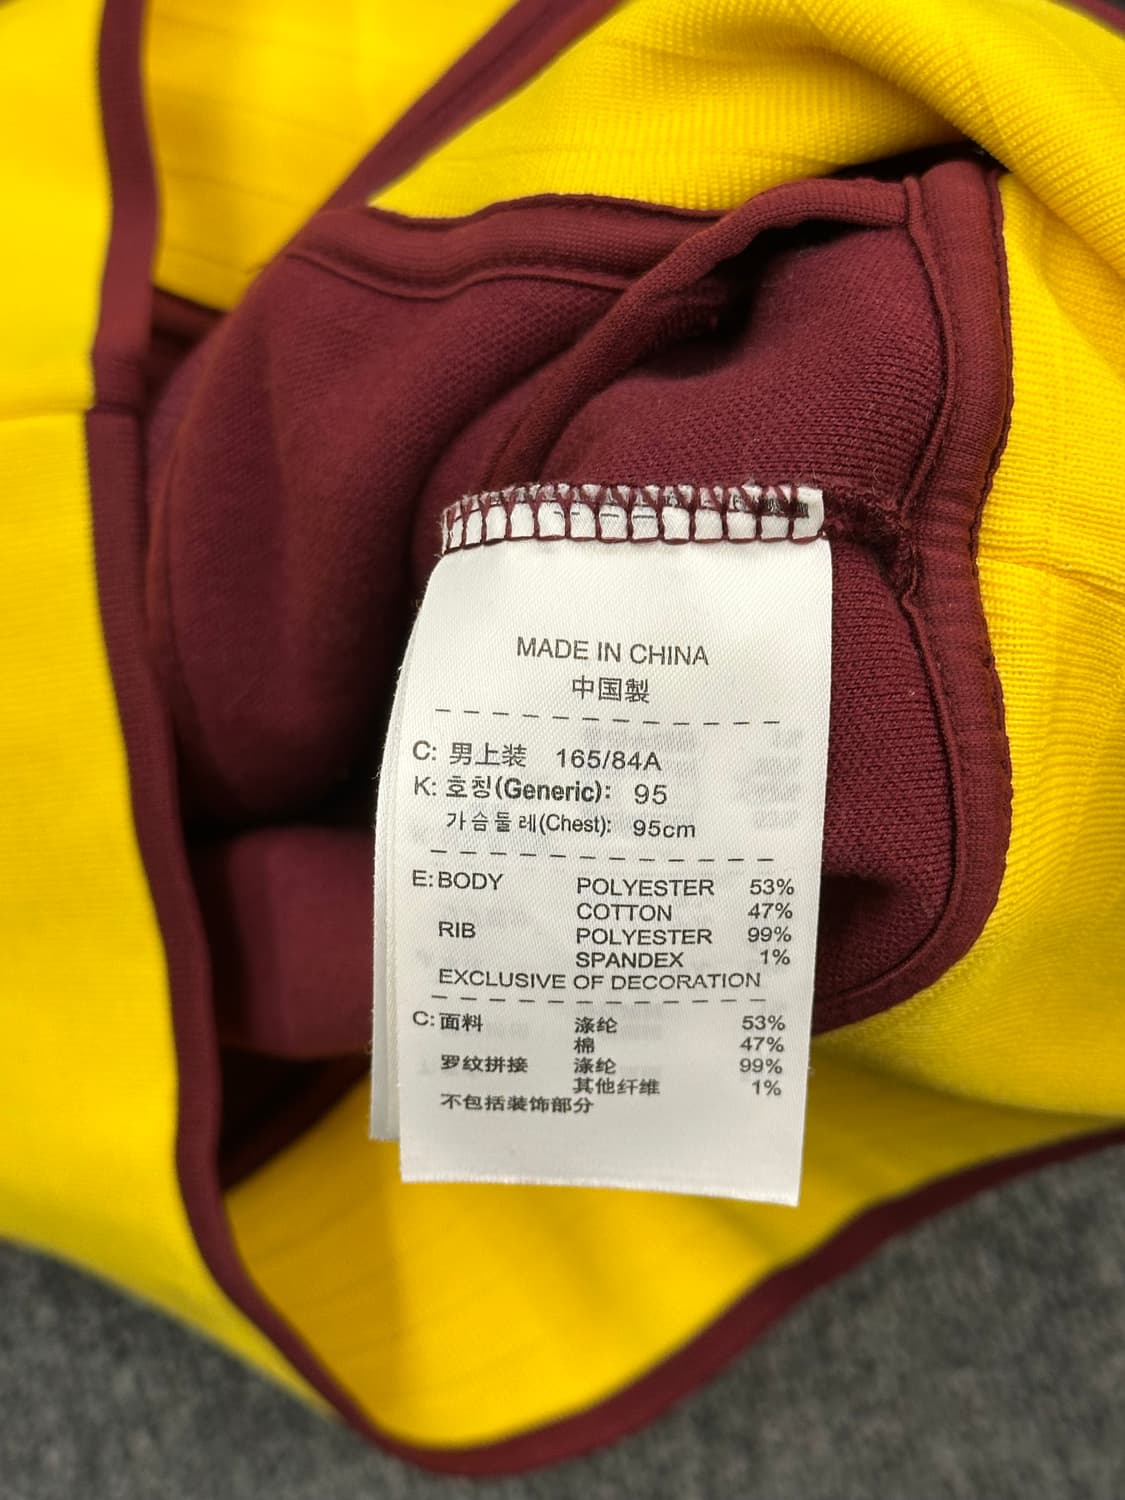 MADE IN CHINA
中国製
C: 男上装 165/84A
K: 호칭(Generic): 95
가슴둘레(Chest): 95cm
E: BODY POLYESTER 53%
COTTON 47%
RIB POLYESTER 99%
SPANDEX 1%
EXCLUSIVE OF DECORATION
C: 面料 涤纶 53%
棉 47%
罗纹拼接 涤纶 99%
其他纤维 1%
不包括装饰部分